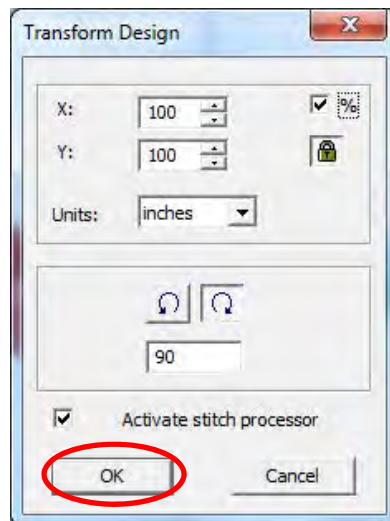 Transform Design
X: 100 %
Y: 100
Units: inches
90
Activate stitch processor
OK Cancel